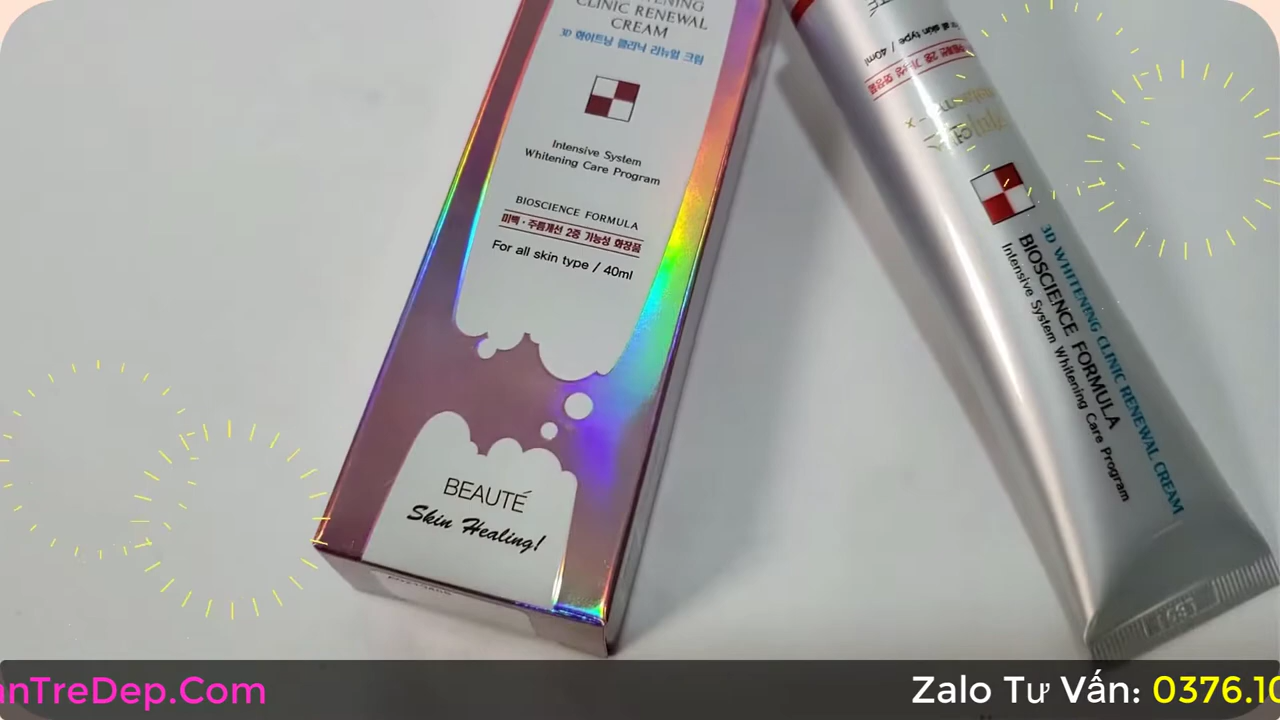 CLINIC RENEWAL
CREAM
3D 화이트닝 클리닉 리뉴얼 크림
Intensive System
Whitening Care Program
BIOSCIENCE FORMULA
미백·주름개선 2중 기능성 화장품
For all skin type / 40ml
BEAUTÉ
Skin Healing!
skin type / 40ml
3D WHITENING CLINIC RENEWAL CREAM
BIOSCIENCE FORMULA
Intensive System Whitening Care Program
anTreDep.Com
Zalo Tư Vấn: 0376.10